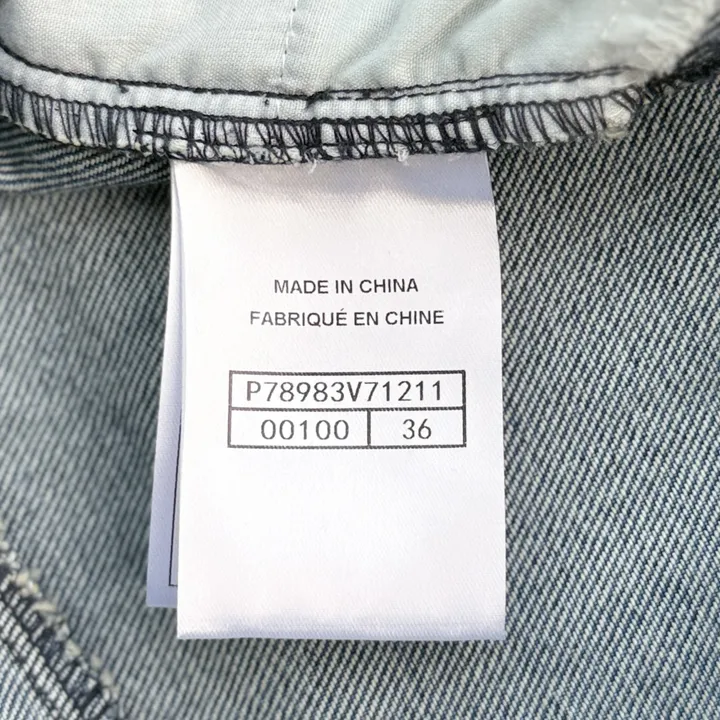 MADE IN CHINA
FABRIQUÉ EN CHINE
P78983V71211
00100 36